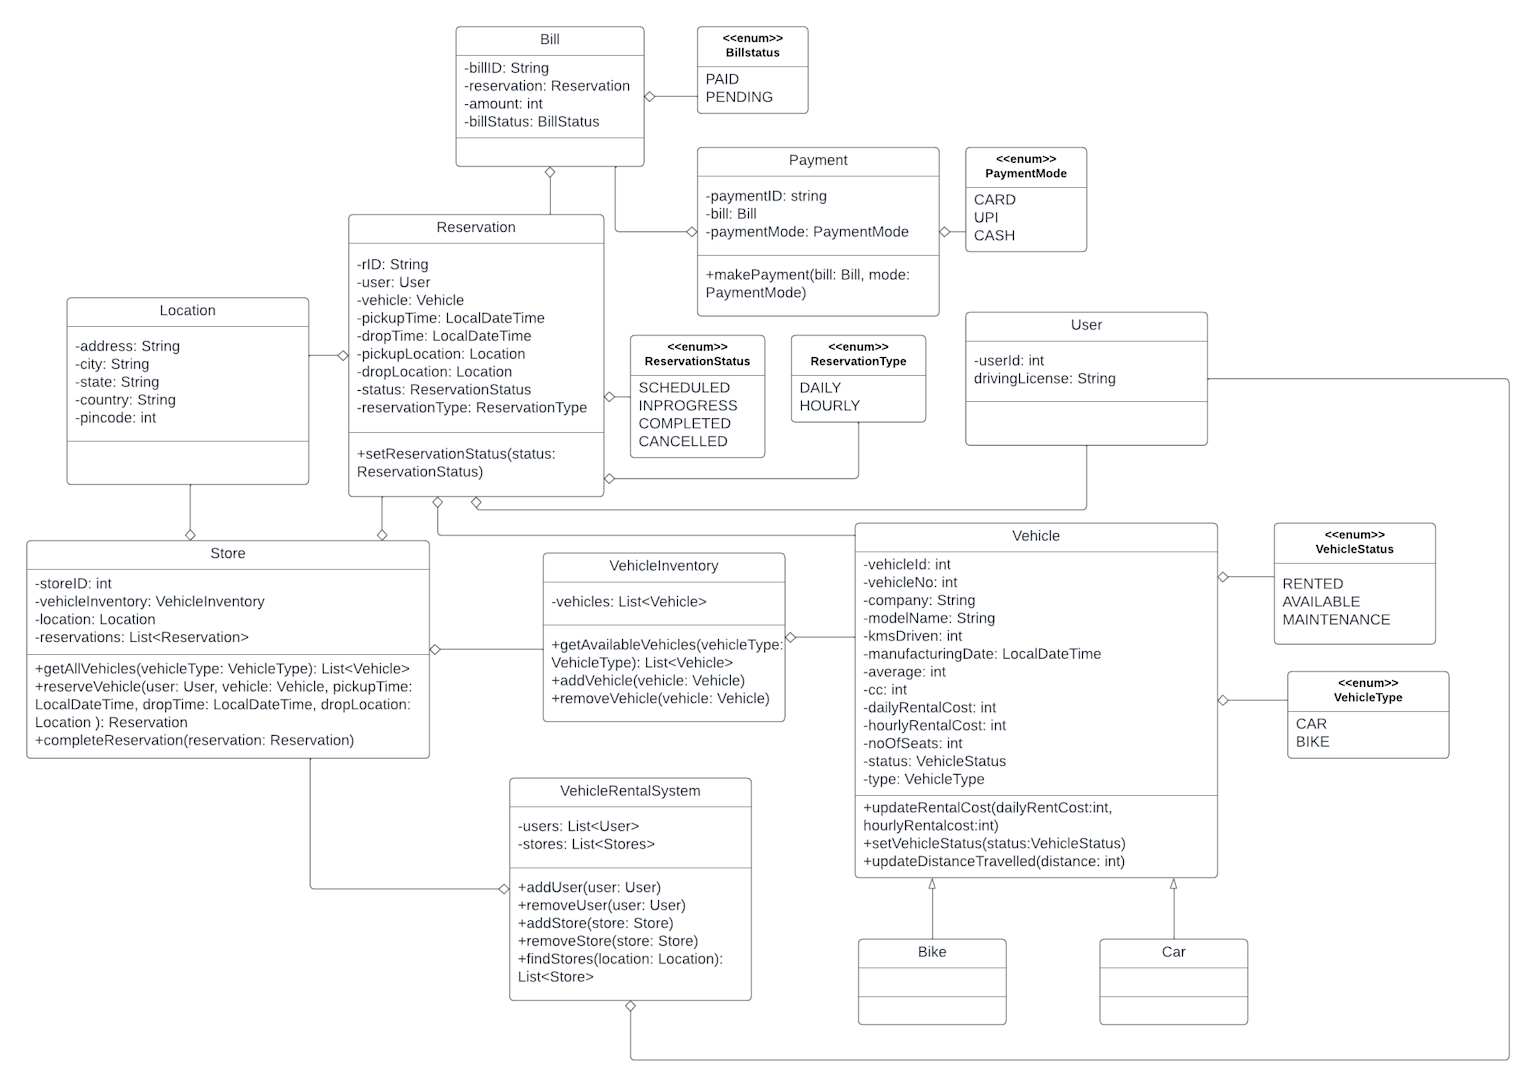 Bill
-billID: String
-reservation: Reservation
-amount: int
-billStatus: BillStatus
<<enum>>
Billstatus
PAID
PENDING
Payment
-paymentID: string
-bill: Bill
-paymentMode: PaymentMode
+makePayment(bill: Bill, mode:
PaymentMode)
<<enum>>
PaymentMode
CARD
UPI
CASH
Reservation
-rID: String
-user: User
-vehicle: Vehicle
-pickupTime: LocalDateTime
-dropTime: LocalDateTime
-pickupLocation: Location
-dropLocation: Location
-status: ReservationStatus
-reservationType: ReservationType
+setReservationStatus(status:
ReservationStatus)
Location
-address: String
-city: String
-state: String
-country: String
-pincode: int
<<enum>>
ReservationStatus
SCHEDULED
INPROGRESS
COMPLETED
CANCELLED
<<enum>>
ReservationType
DAILY
HOURLY
User
-userId: int
drivingLicense: String
Store
-storeID: int
-vehicleInventory: VehicleInventory
-location: Location
-reservations: List<Reservation>
+getAllVehicles(vehicleType: VehicleType): List<Vehicle>
+reserveVehicle(user: User, vehicle: Vehicle, pickupTime:
LocalDateTime, dropTime: LocalDateTime, dropLocation:
Location ): Reservation
+completeReservation(reservation: Reservation)
VehicleInventory
-vehicles: List<Vehicle>
+getAvailableVehicles(vehicleType:
VehicleType): List<Vehicle>
+addVehicle(vehicle: Vehicle)
+removeVehicle(vehicle: Vehicle)
Vehicle
-vehicleId: int
-vehicleNo: int
-company: String
-modelName: String
-kmsDriven: int
-manufacturingDate: LocalDateTime
-average: int
-cc: int
-dailyRentalCost: int
-hourlyRentalCost: int
-noOfSeats: int
-status: VehicleStatus
-type: VehicleType
+updateRentalCost(dailyRentCost:int,
hourlyRentalcost:int)
+setVehicleStatus(status:VehicleStatus)
+updateDistanceTravelled(distance: int)
<<enum>>
VehicleStatus
RENTED
AVAILABLE
MAINTENANCE
<<enum>>
VehicleType
CAR
BIKE
VehicleRentalSystem
-users: List<User>
-stores: List<Stores>
+addUser(user: User)
+removeUser(user: User)
+addStore(store: Store)
+removeStore(store: Store)
+findStores(location: Location):
List<Store>
Bike
Car